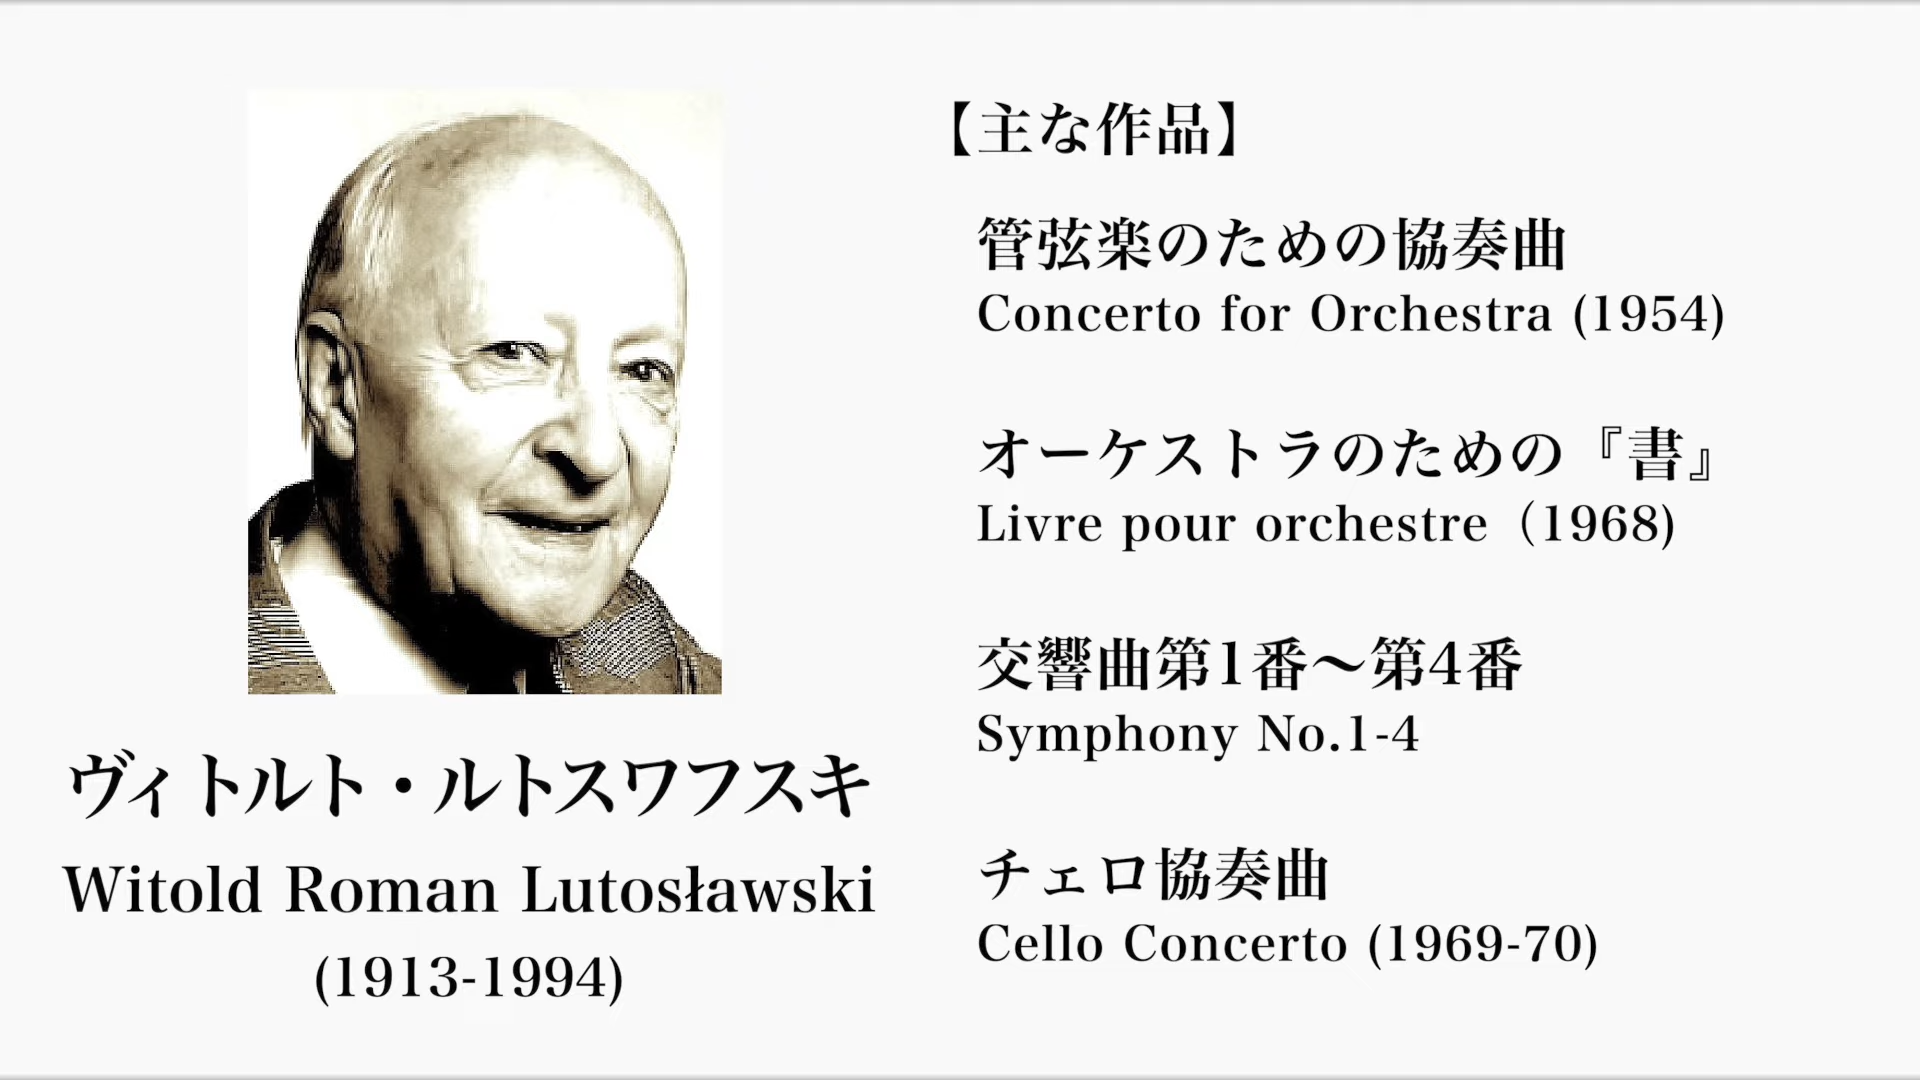 ヴィトルト・ルトスワフスキ
Witold Roman Lutosławski
(1913-1994)
【主な作品】
管弦楽のための協奏曲
Concerto for Orchestra (1954)
オーケストラのための『書』
Livre pour orchestre（1968)
交響曲第1番〜第4番
Symphony No.1-4
チェロ協奏曲
Cello Concerto (1969-70)